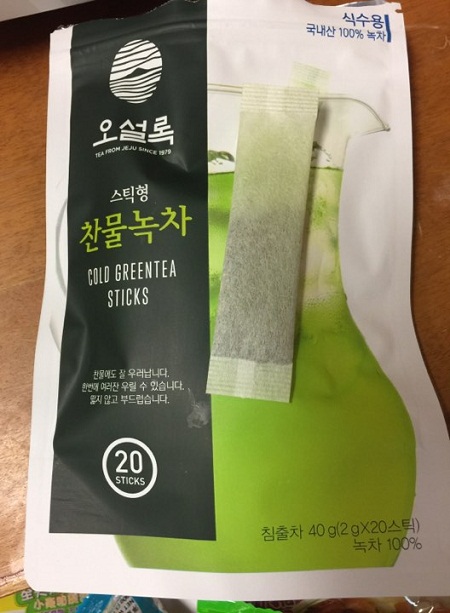 식수용
국내산 100% 녹차
오설록
TEA FROM JEJU SINCE 1979
스틱형
찬물녹차
COLD GREENTEA
STICKS
찬물에도 잘 우러납니다.
한번에 여러잔 우릴 수 있습니다.
떫지 않고 부드럽습니다.
20
STICKS
침출차 40 g(2 gX20스틱)
녹차 100%